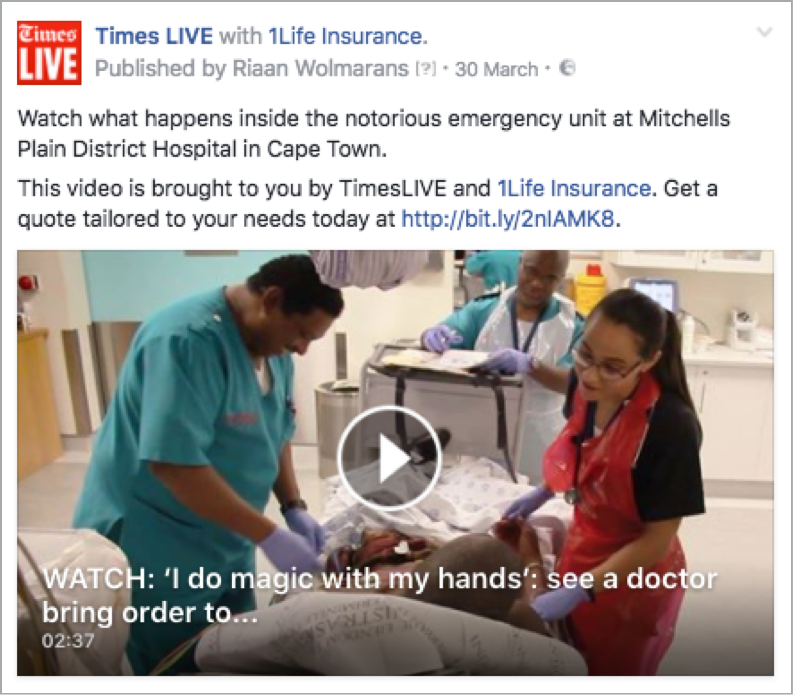 Times
LIVE
Times LIVE with 1Life Insurance.
Published by Riaan Wolmarans [?] · 30 March ·
Watch what happens inside the notorious emergency unit at Mitchells
Plain District Hospital in Cape Town.
This video is brought to you by TimesLIVE and 1Life Insurance. Get a
quote tailored to your needs today at http://bit.ly/2nIAMK8.
WATCH: ‘I do magic with my hands’: see a doctor
bring order to...
02:37